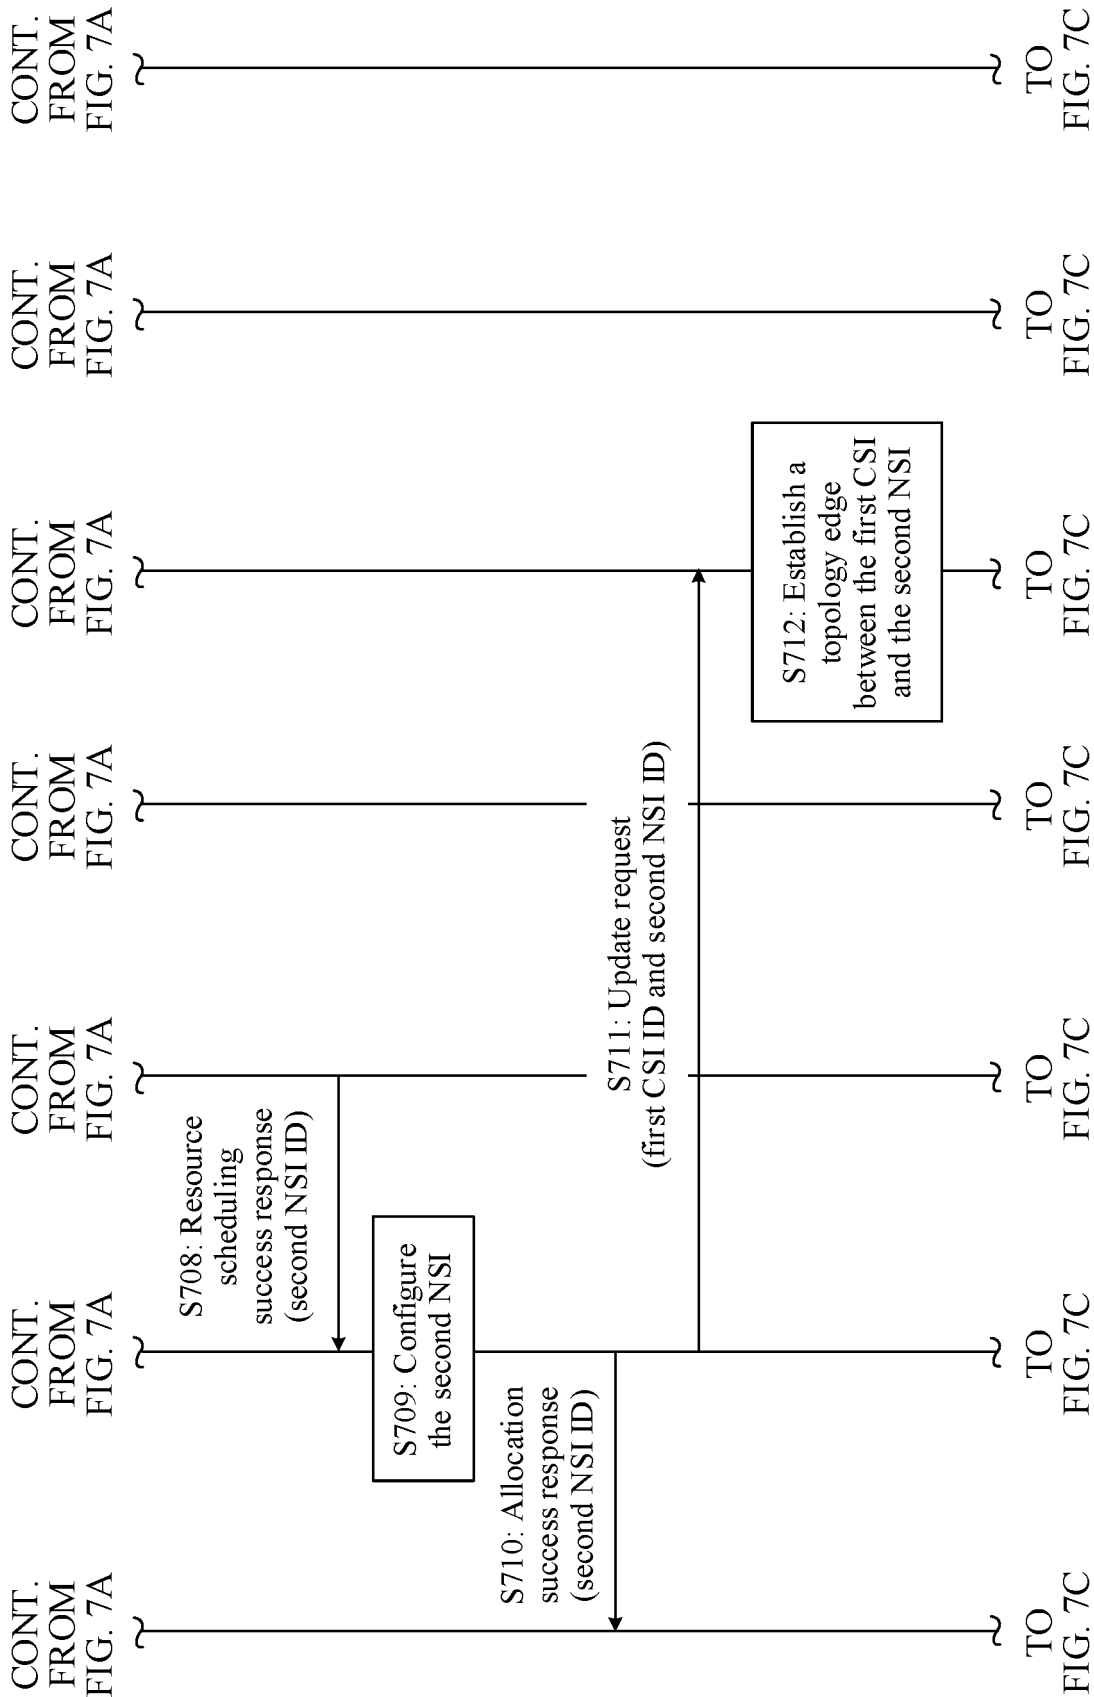 CONT.
FROM
FIG. 7A
CONT.
FROM
FIG. 7A
CONT.
FROM
FIG. 7A
CONT.
FROM
FIG. 7A
CONT.
FROM
FIG. 7A
CONT.
FROM
FIG. 7A
CONT.
FROM
FIG. 7A
S708: Resource
scheduling
success response
(second NSI ID)
S709: Configure
the second NSI
S710: Allocation
success response
(second NSI ID)
S711: Update request
(first CSI ID and second NSI ID)
S712: Establish a
topology edge
between the first CSI
and the second NSI
TO
FIG. 7C
TO
FIG. 7C
TO
FIG. 7C
TO
FIG. 7C
TO
FIG. 7C
TO
FIG. 7C
TO
FIG. 7C